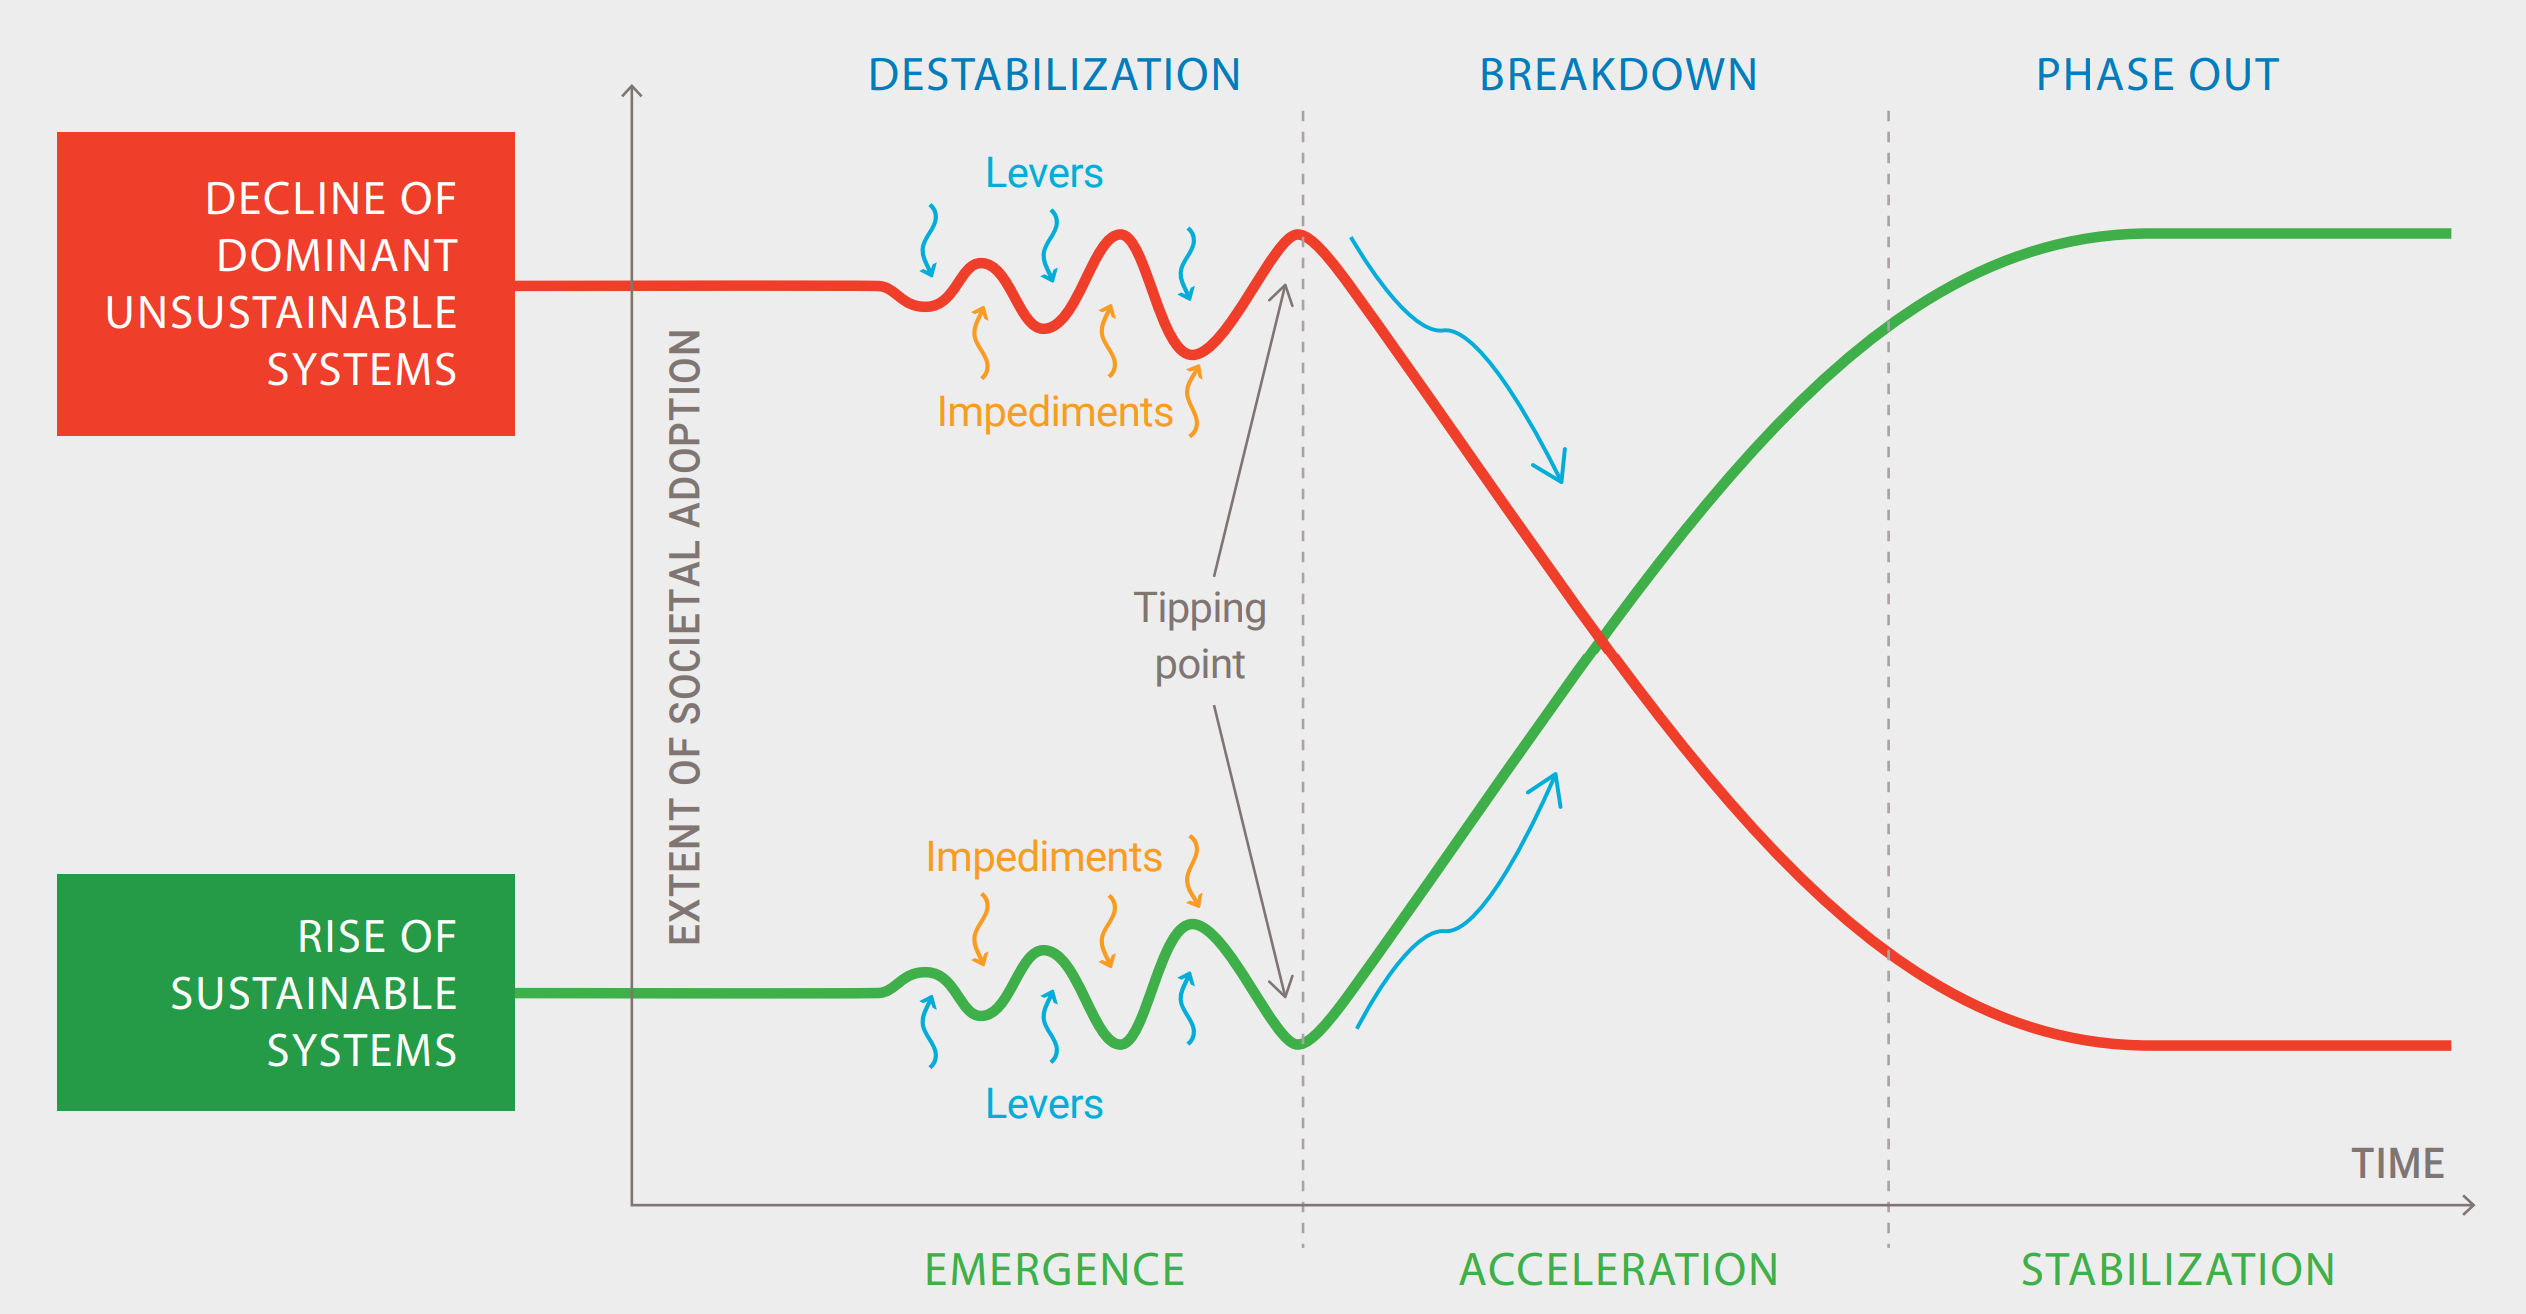 DESTABILIZATION
BREAKDOWN
PHASE OUT
DECLINE OF
DOMINANT
UNSUSTAINABLE
SYSTEMS
Levers
Impediments
EXTENT OF SOCIETAL ADOPTION
Tipping
point
Impediments
RISE OF
SUSTAINABLE
SYSTEMS
Levers
TIME
EMERGENCE
ACCELERATION
STABILIZATION